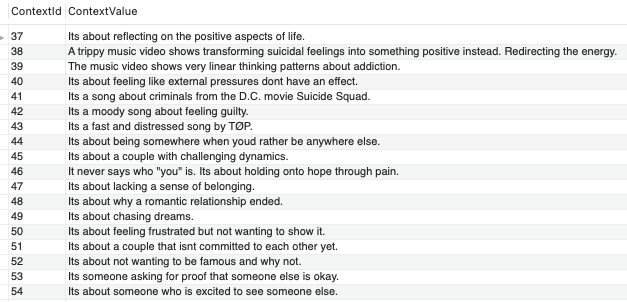 ContextId ContextValue
37 Its about reflecting on the positive aspects of life.
38 A trippy music video shows transforming suicidal feelings into something positive instead. Redirecting the energy.
39 The music video shows very linear thinking patterns about addiction.
40 Its about feeling like external pressures dont have an effect.
41 Its a song about criminals from the D.C. movie Suicide Squad.
42 Its a moody song about feeling guilty.
43 Its a fast and distressed song by TØP.
44 Its about being somewhere when youd rather be anywhere else.
45 Its about a couple with challenging dynamics.
46 It never says who "you" is. Its about holding onto hope through pain.
47 Its about lacking a sense of belonging.
48 Its about why a romantic relationship ended.
49 Its about chasing dreams.
50 Its about feeling frustrated but not wanting to show it.
51 Its about a couple that isnt committed to each other yet.
52 Its about not wanting to be famous and why not.
53 Its someone asking for proof that someone else is okay.
54 Its about someone who is excited to see someone else.